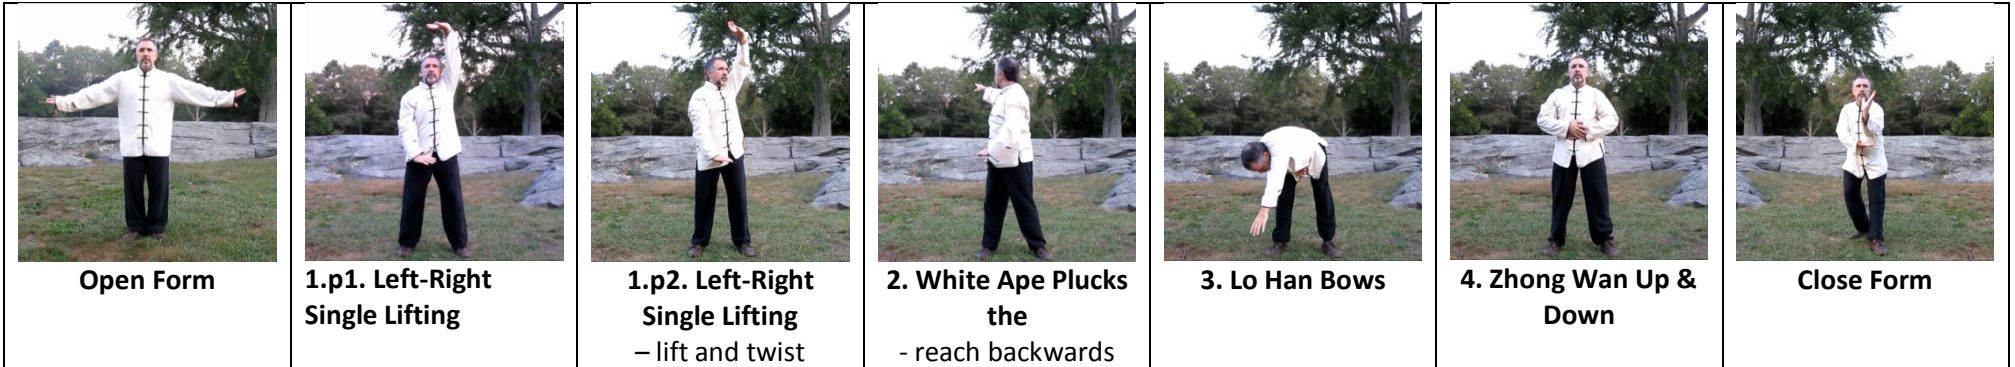 Open Form
1.p1. Left-Right
Single Lifting
1.p2. Left-Right
Single Lifting
– lift and twist
2. White Ape Plucks
the
- reach backwards
3. Lo Han Bows
4. Zhong Wan Up &
Down
Close Form